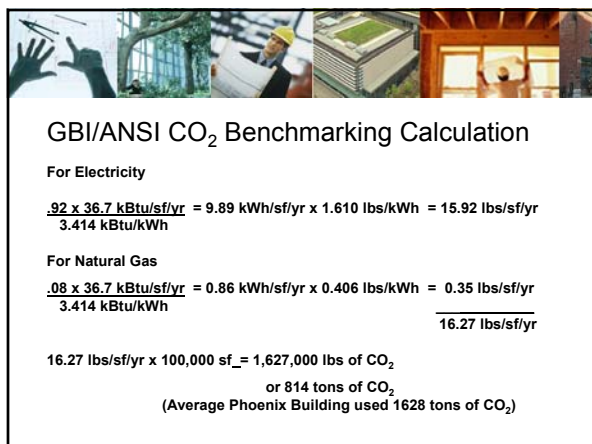 GBI/ANSI CO₂ Benchmarking Calculation
For Electricity
.92 x 36.7 kBtu/sf/yr = 9.89 kWh/sf/yr x 1.610 lbs/kWh = 15.92 lbs/sf/yr
3.414 kBtu/kWh
For Natural Gas
.08 x 36.7 kBtu/sf/yr = 0.86 kWh/sf/yr x 0.406 lbs/kWh = 0.35 lbs/sf/yr
3.414 kBtu/kWh
16.27 lbs/sf/yr
16.27 lbs/sf/yr x 100,000 sf = 1,627,000 lbs of CO₂
or 814 tons of CO₂
(Average Phoenix Building used 1628 tons of CO₂)